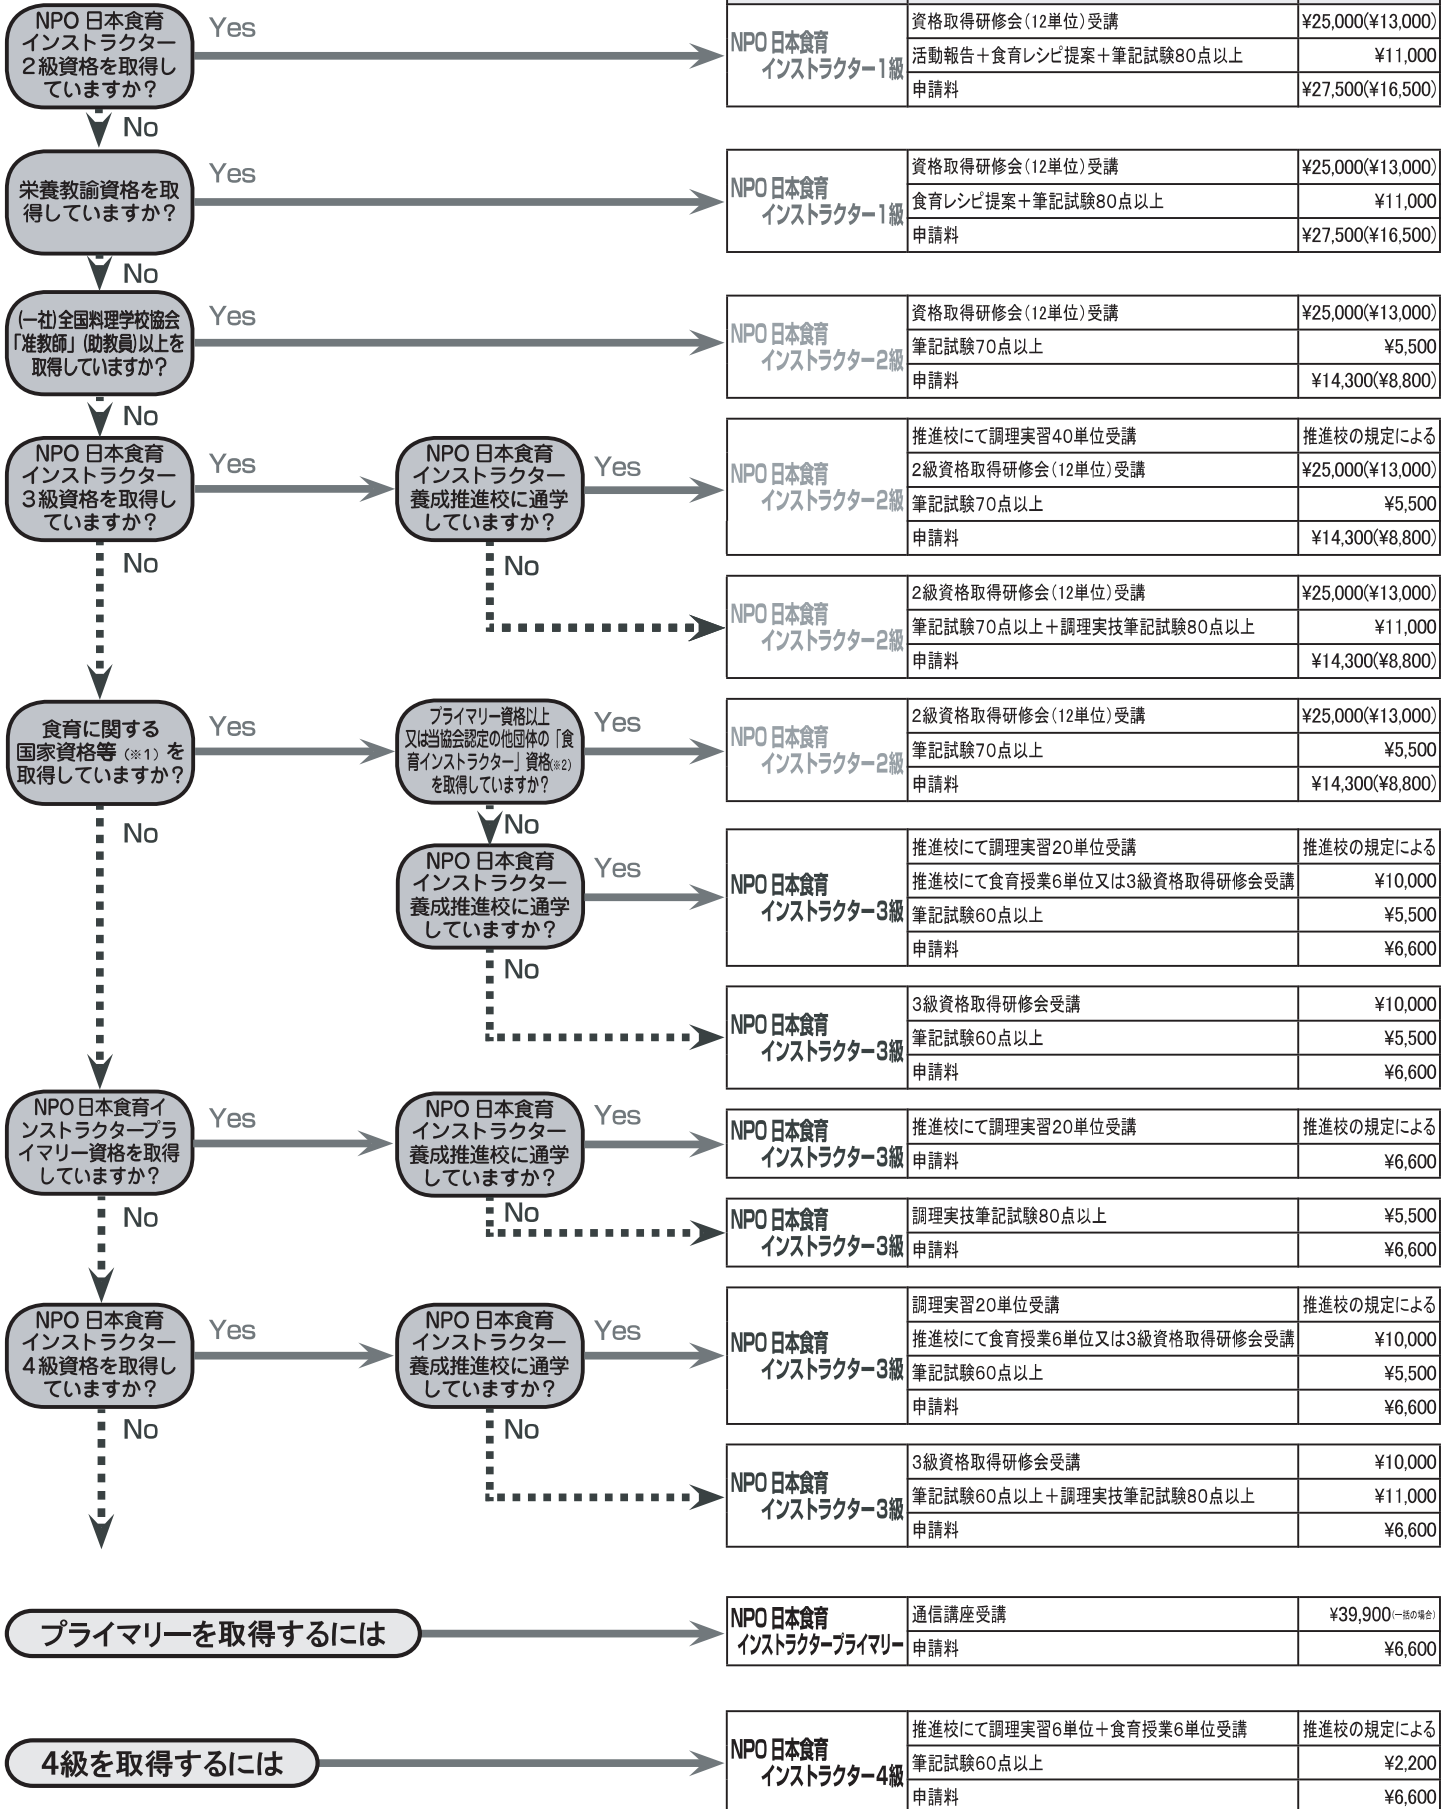 NPO 日本食育
インストラクター
２級資格を取得し
ていますか？
Yes
NPO 日本食育
インストラクター１級
資格取得研修会（12単位）受講
¥25,000(¥13,000)
活動報告＋食育レシピ提案＋筆記試験80点以上
¥11,000
申請料
¥27,500(¥16,500)
No
栄養教諭資格を取
得していますか？
Yes
NPO 日本食育
インストラクター１級
資格取得研修会（12単位）受講
¥25,000(¥13,000)
食育レシピ提案＋筆記試験80点以上
¥11,000
申請料
¥27,500(¥16,500)
No
(一社)全国料理学校協会
「准教師」(助教員)以上を
取得していますか？
Yes
NPO 日本食育
インストラクター２級
資格取得研修会（12単位）受講
¥25,000(¥13,000)
筆記試験70点以上
¥5,500
申請料
¥14,300(¥8,800)
No
NPO 日本食育
インストラクター
３級資格を取得し
ていますか？
Yes
NPO 日本食育
インストラクター
養成推進校に通学
していますか？
Yes
NPO 日本食育
インストラクター２級
推進校にて調理実習40単位受講
推進校の規定による
2級資格取得研修会（12単位）受講
¥25,000(¥13,000)
筆記試験70点以上
¥5,500
申請料
¥14,300(¥8,800)
No
No
NPO 日本食育
インストラクター２級
2級資格取得研修会（12単位）受講
¥25,000(¥13,000)
筆記試験70点以上＋調理実技筆記試験80点以上
¥11,000
申請料
¥14,300(¥8,800)
食育に関する
国家資格等（※1）を
取得していますか？
Yes
プライマリー資格以上
又は当協会認定の他団体の「食
育インストラクター」資格(※2)
を取得していますか？
Yes
NPO 日本食育
インストラクター２級
2級資格取得研修会（12単位）受講
¥25,000(¥13,000)
筆記試験70点以上
¥5,500
申請料
¥14,300(¥8,800)
No
No
NPO 日本食育
インストラクター
養成推進校に通学
していますか？
Yes
NPO 日本食育
インストラクター３級
推進校にて調理実習20単位受講
推進校の規定による
推進校にて食育授業6単位又は3級資格取得研修会受講
¥10,000
筆記試験60点以上
¥5,500
申請料
¥6,600
No
NPO 日本食育
インストラクター３級
3級資格取得研修会受講
¥10,000
筆記試験60点以上
¥5,500
申請料
¥6,600
NPO 日本食育イ
ンストラクタープラ
イマリー資格を取得
していますか？
Yes
NPO 日本食育
インストラクター
養成推進校に通学
していますか？
Yes
NPO 日本食育
インストラクター３級
推進校にて調理実習20単位受講
推進校の規定による
申請料
¥6,600
No
No
NPO 日本食育
インストラクター３級
調理実技筆記試験80点以上
¥5,500
申請料
¥6,600
NPO 日本食育
インストラクター
４級資格を取得し
ていますか？
Yes
NPO 日本食育
インストラクター
養成推進校に通学
していますか？
Yes
NPO 日本食育
インストラクター３級
調理実習20単位受講
推進校の規定による
推進校にて食育授業6単位又は3級資格取得研修会受講
¥10,000
筆記試験60点以上
¥5,500
申請料
¥6,600
No
No
NPO 日本食育
インストラクター３級
3級資格取得研修会受講
¥10,000
筆記試験60点以上＋調理実技筆記試験80点以上
¥11,000
申請料
¥6,600
プライマリーを取得するには
NPO 日本食育
インストラクタープライマリー
通信講座受講
¥39,900(一括の場合)
申請料
¥6,600
4級を取得するには
NPO 日本食育
インストラクター４級
推進校にて調理実習6単位＋食育授業6単位受講
推進校の規定による
筆記試験60点以上
¥2,200
申請料
¥6,600